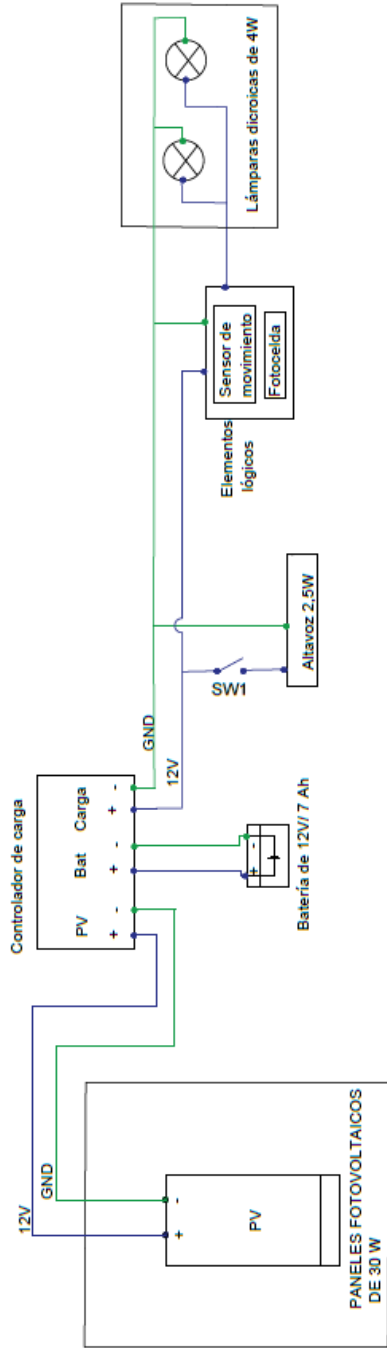 12V
GND
+ -
PV
PANELES FOTOVOLTAICOS
DE 30 W
Controlador de carga
PV Bat Carga
+ - + - + -
+ -
Batería de 12V/ 7 Ah
GND
12V
SW1
Altavoz 2,5W
Elementos
lógicos
Sensor de
movimiento
Fotocelda
Lámparas dicroicas de 4W